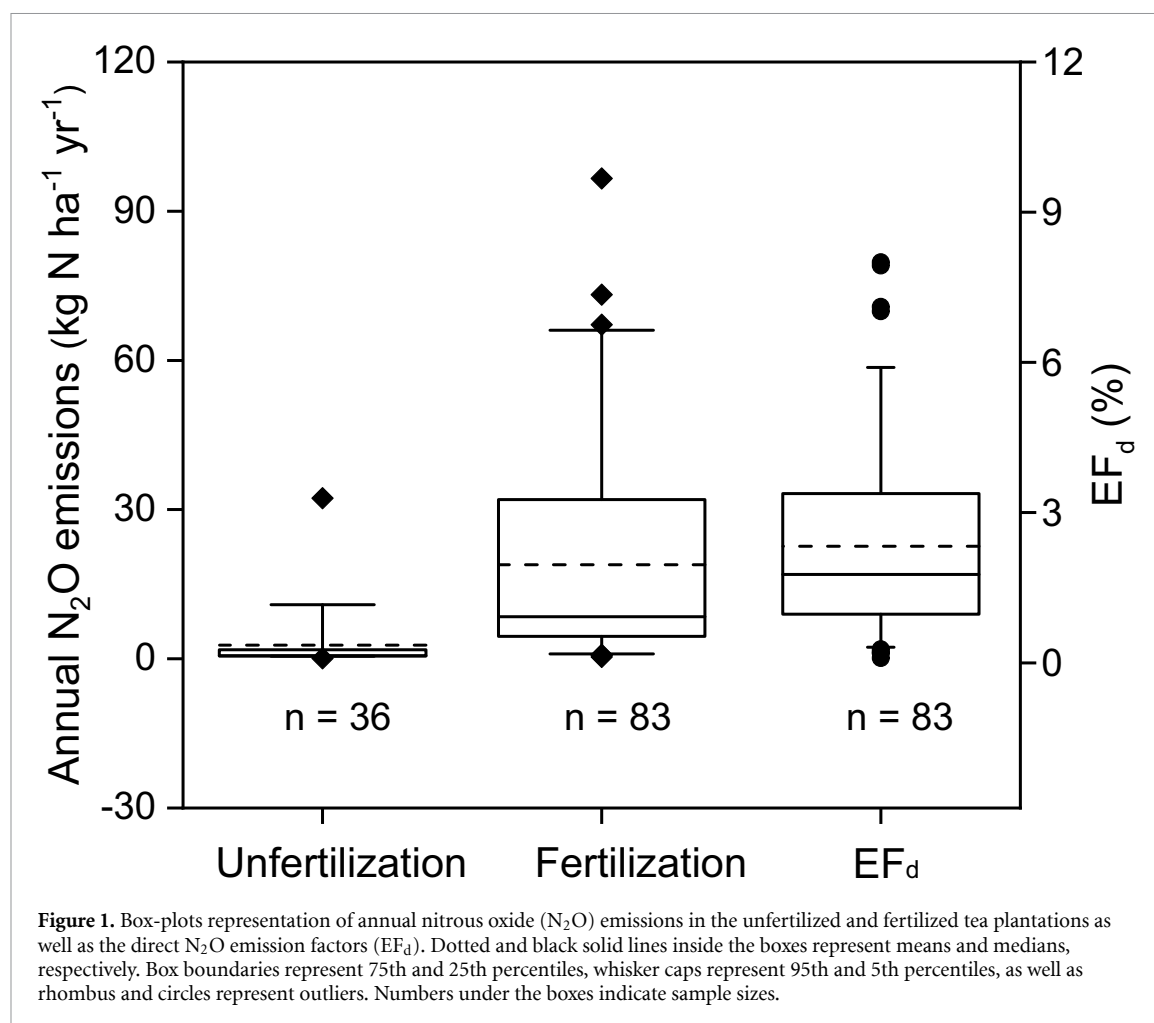 120
90
60
30
0
-30
Annual N₂O emissions (kg N ha⁻¹ yr⁻¹)
12
9
6
3
0
EF_d (%)
n = 36
n = 83
n = 83
Unfertilization
Fertilization
EF_d
Figure 1. Box-plots representation of annual nitrous oxide (N₂O) emissions in the unfertilized and fertilized tea plantations as
well as the direct N₂O emission factors (EF_d). Dotted and black solid lines inside the boxes represent means and medians,
respectively. Box boundaries represent 75th and 25th percentiles, whisker caps represent 95th and 5th percentiles, as well as
rhombus and circles represent outliers. Numbers under the boxes indicate sample sizes.